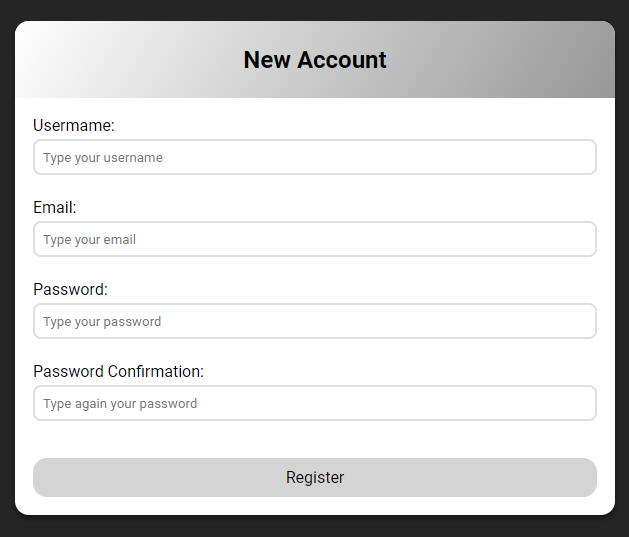 New Account
Usermame:
Type your username
Email:
Type your email
Password:
Type your password
Password Confirmation:
Type again your password
Register